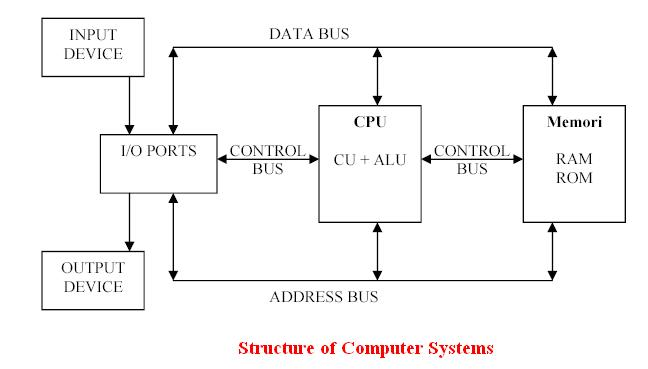 INPUT
DEVICE
DATA BUS
I/O PORTS
CONTROL
BUS
CPU
CU + ALU
CONTROL
BUS
Memori
RAM
ROM
OUTPUT
DEVICE
ADDRESS BUS
Structure of Computer Systems